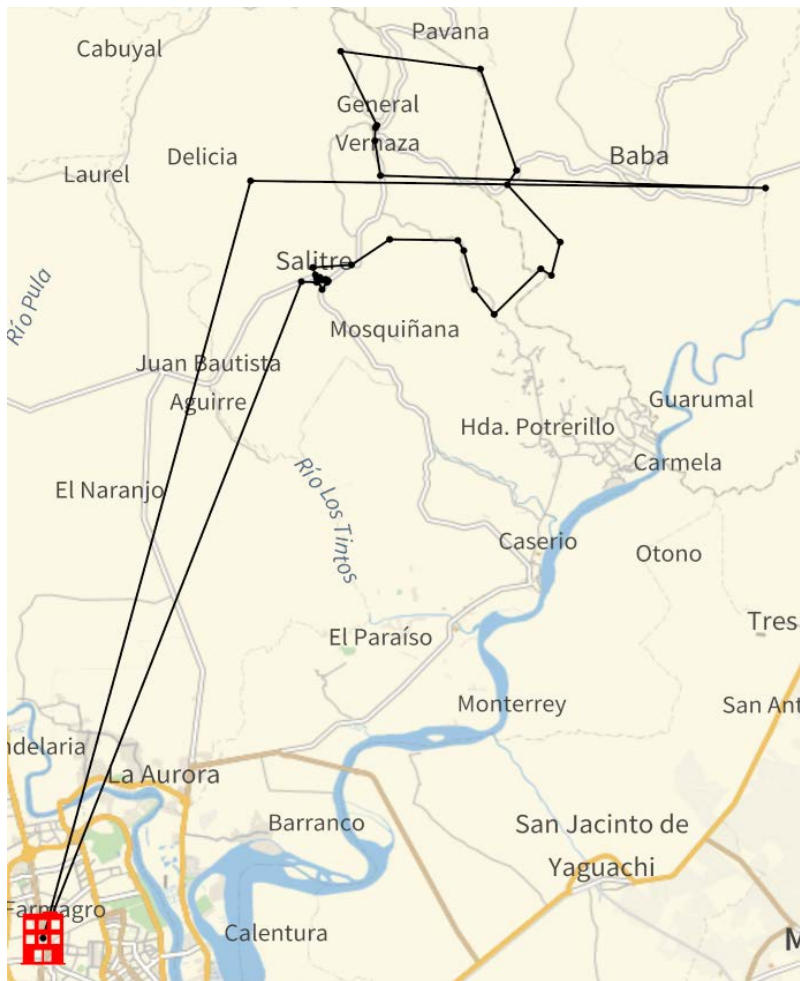 Pavana
Cabuyal
General
Vernaza
Delicia
Baba
Laurel
Salitre
Río Pula
Mosquiñana
Juan Bautista
Aguirre
Guarumal
Hda. Potrerillo
Carmela
El Naranjo
Río Los Tintos
Caserio
Otono
Tres
El Paraíso
Monterrey
San Ant
ndelaria
La Aurora
Barranco
San Jacinto de
Yaguachi
Farmagro
Calentura
M